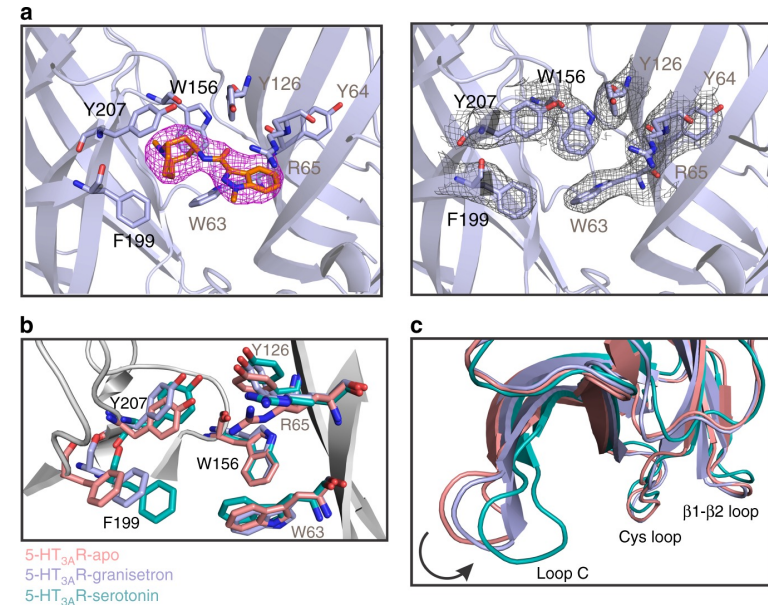 a
W156
Y126
Y64
Y207
R65
W63
F199
W156
Y126
Y64
Y207
R65
F199
W63
b
Y126
Y207
R65
W156
F199
W63
5-HT3AR-apo
5-HT3AR-granisetron
5-HT3AR-serotonin
c
β1-β2 loop
Cys loop
Loop C